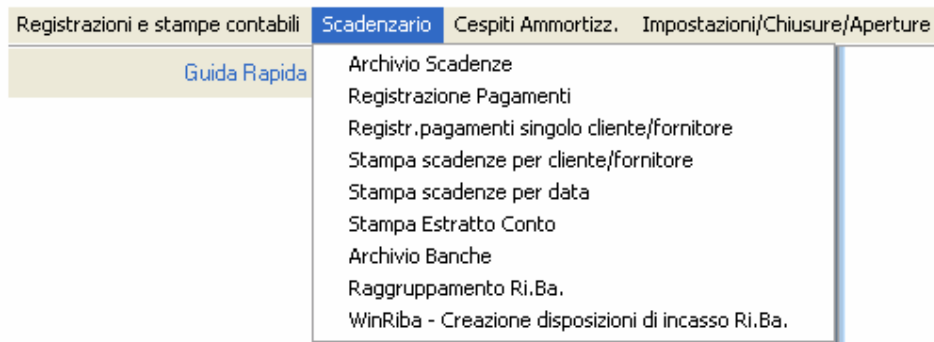 Registrazioni e stampe contabili Scadenzario Cespiti Ammortizz. Impostazioni/Chiusure/Aperture
Guida Rapida
Archivio Scadenze
Registrazione Pagamenti
Registr.pagamenti singolo cliente/fornitore
Stampa scadenze per cliente/fornitore
Stampa scadenze per data
Stampa Estratto Conto
Archivio Banche
Raggruppamento Ri.Ba.
WinRiba - Creazione disposizioni di incasso Ri.Ba.